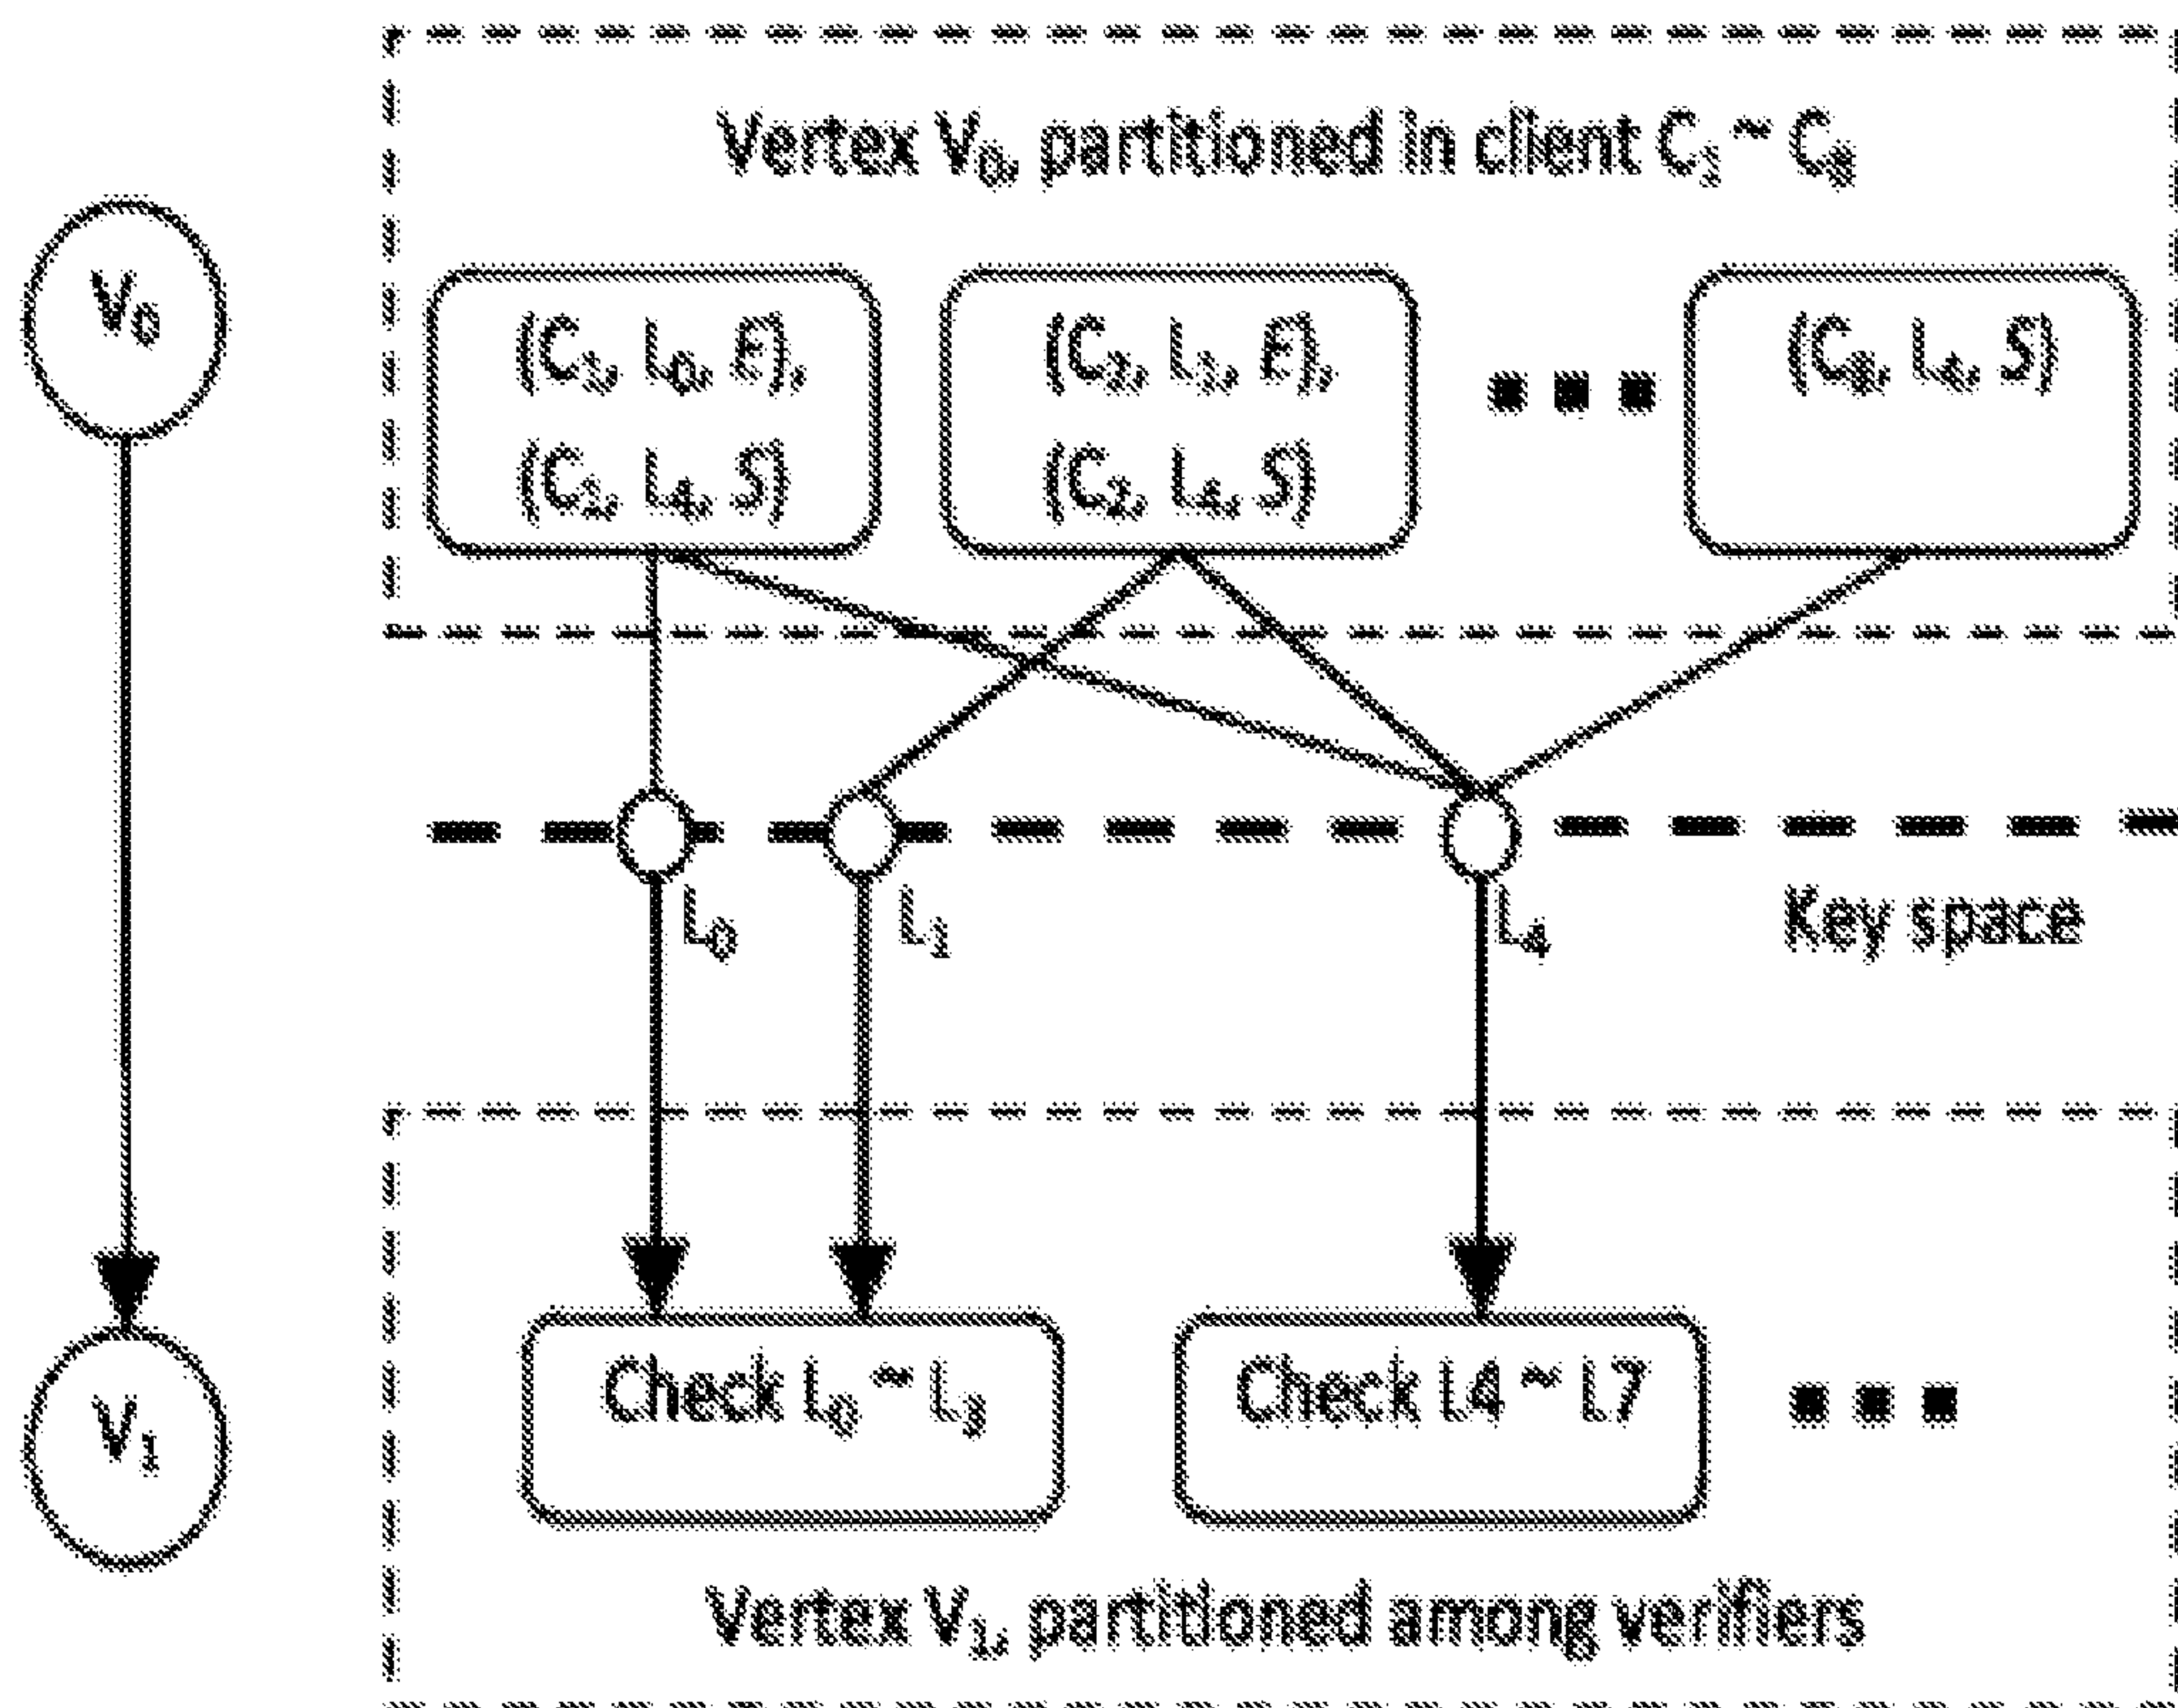 Vertex V₀, partitioned in client C₁ ~ C₈
V₀
(C₁, L₀, E),
(C₁, L₄, S)
(C₂, L₁, E),
(C₂, L₄, S)
(C₈, L₄, S)
L₀
L₁
L₄
Key space
V₁
Check L₀ ~ L₃
Check L4 ~ L7
Vertex V₁, partitioned among verifiers